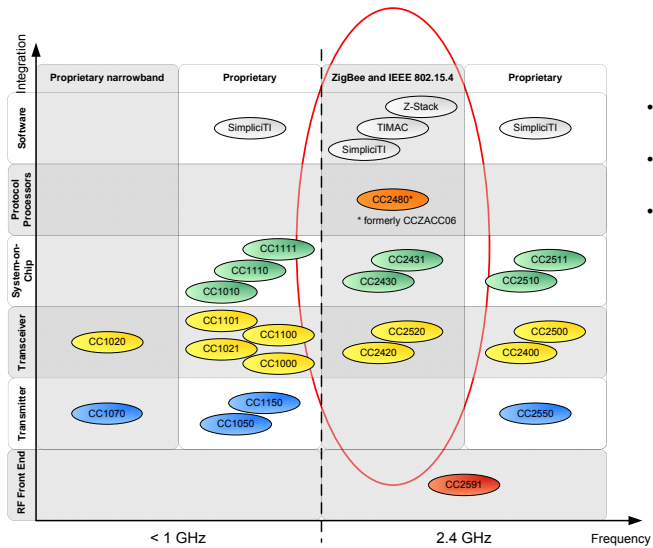 Integration
Proprietary narrowband
Proprietary
ZigBee and IEEE 802.15.4
Proprietary
Software
SimpliciTI
Z-Stack
TIMAC
SimpliciTI
SimpliciTI
Protocol
Processors
CC2480*
* formerly CCZACC06
System-on-
Chip
CC1111
CC1110
CC1010
CC2431
CC2430
CC2511
CC2510
Transceiver
CC1020
CC1101
CC1100
CC1021
CC1000
CC2520
CC2420
CC2500
CC2400
Transmitter
CC1070
CC1150
CC1050
CC2550
RF Front End
CC2591
< 1 GHz
2.4 GHz
Frequency